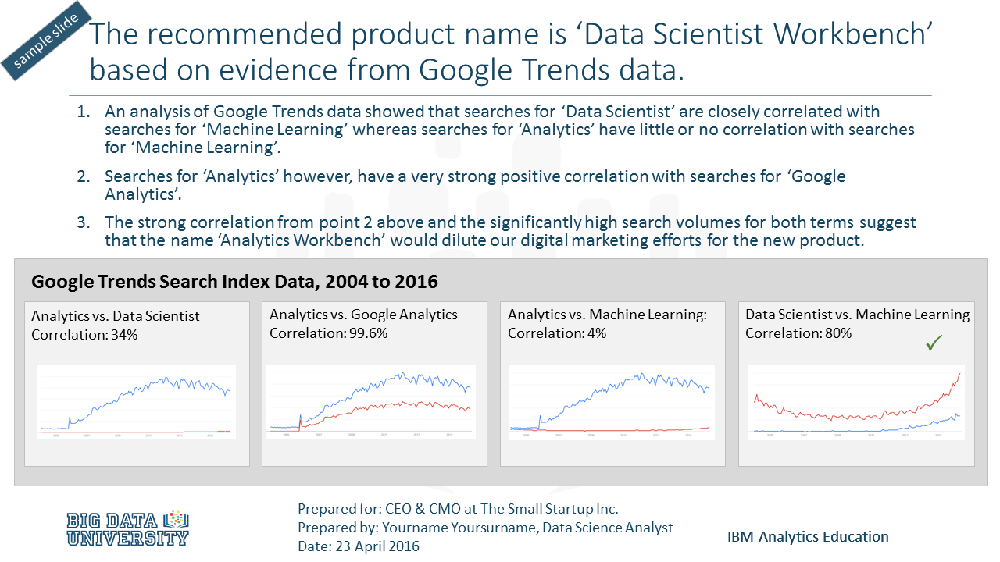 sample slide
The recommended product name is ‘Data Scientist Workbench’
based on evidence from Google Trends data.
1. An analysis of Google Trends data showed that searches for ‘Data Scientist’ are closely correlated with
searches for ‘Machine Learning’ whereas searches for ‘Analytics’ have little or no correlation with searches
for ‘Machine Learning’.
2. Searches for ‘Analytics’ however, have a very strong positive correlation with searches for ‘Google
Analytics’.
3. The strong correlation from point 2 above and the significantly high search volumes for both terms suggest
that the name ‘Analytics Workbench’ would dilute our digital marketing efforts for the new product.
Google Trends Search Index Data, 2004 to 2016
Analytics vs. Data Scientist
Correlation: 34%
Analytics vs. Google Analytics
Correlation: 99.6%
Analytics vs. Machine Learning:
Correlation: 4%
Data Scientist vs. Machine Learning
Correlation: 80%
✓
BIG DATA
UNIVERSITY
Prepared for: CEO & CMO at The Small Startup Inc.
Prepared by: Yourname Yoursurname, Data Science Analyst
Date: 23 April 2016
IBM Analytics Education